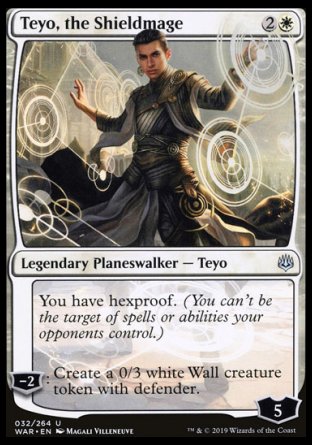 Teyo, the Shieldmage 2
Legendary Planeswalker — Teyo
You have hexproof. (You can't be
the target of spells or abilities your
opponents control.)
-2: Create a 0/3 white Wall creature
token with defender.
5
032/264 U
WAR • EN MAGALI VILLENEUVE
™ & © 2019 Wizards of the Coast